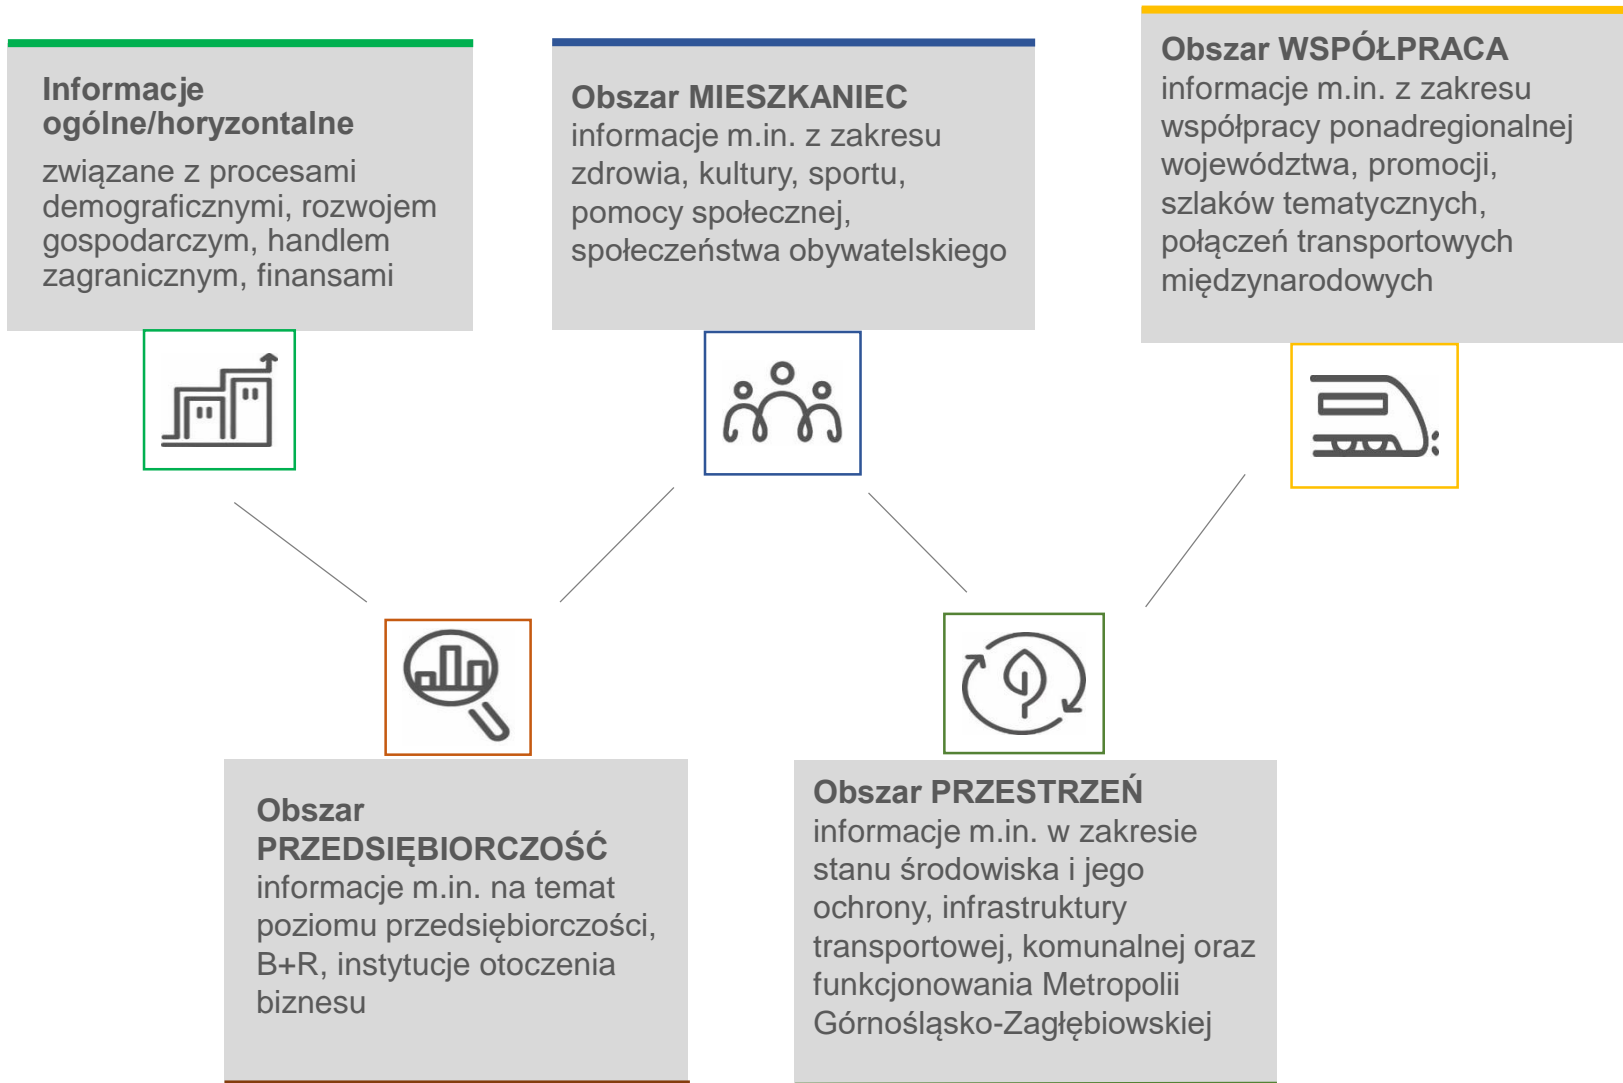 Informacje
ogólne/horyzontalne
związane z procesami
demograficznymi, rozwojem
gospodarczym, handlem
zagranicznym, finansami
Obszar MIESZKANIEC
informacje m.in. z zakresu
zdrowia, kultury, sportu,
pomocy społecznej,
społeczeństwa obywatelskiego
Obszar WSPÓŁPRACA
informacje m.in. z zakresu
współpracy ponadregionalnej
województwa, promocji,
szlaków tematycznych,
połączeń transportowych
międzynarodowych
Obszar
PRZEDSIĘBIORCZOŚĆ
informacje m.in. na temat
poziomu przedsiębiorczości,
B+R, instytucje otoczenia
biznesu
Obszar PRZESTRZEŃ
informacje m.in. w zakresie
stanu środowiska i jego
ochrony, infrastruktury
transportowej, komunalnej oraz
funkcjonowania Metropolii
Górnośląsko-Zagłębiowskiej